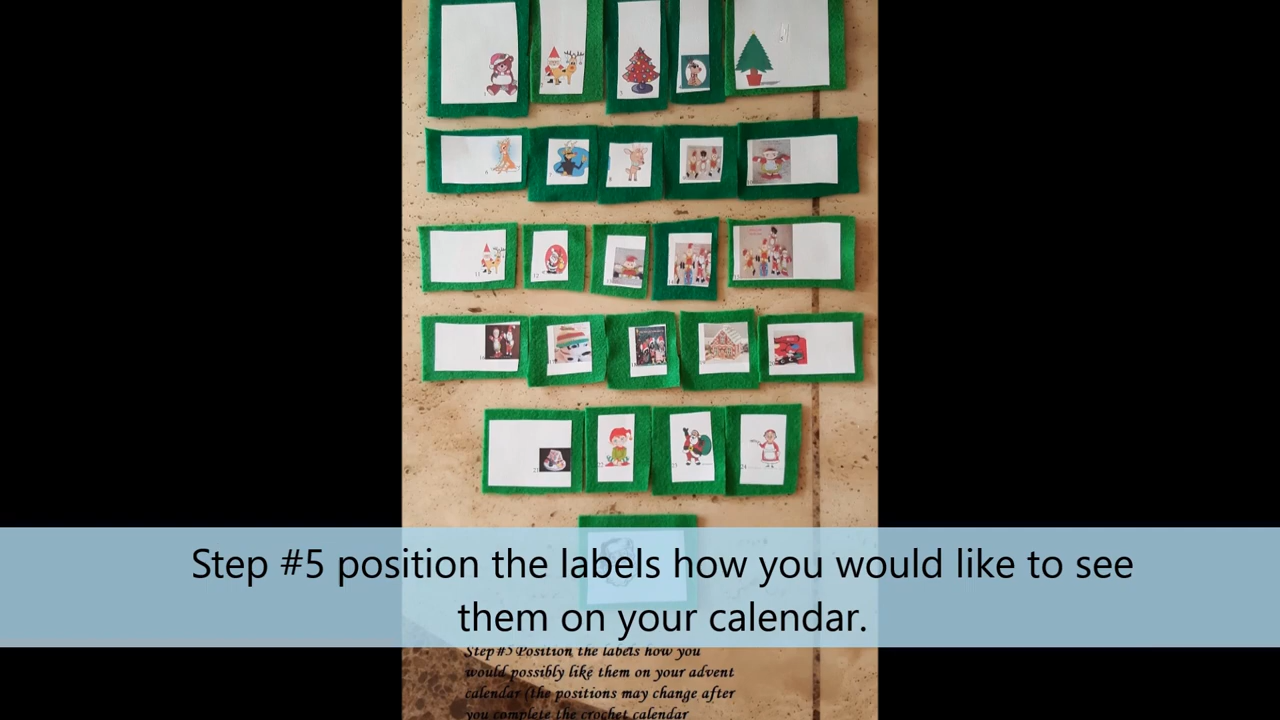 Step #5 position the labels how you would like to see
them on your calendar.
Step #5 Position the labels how you
would possibly like them on your advent
calendar (the positions may change after
you complete the crochet calendar